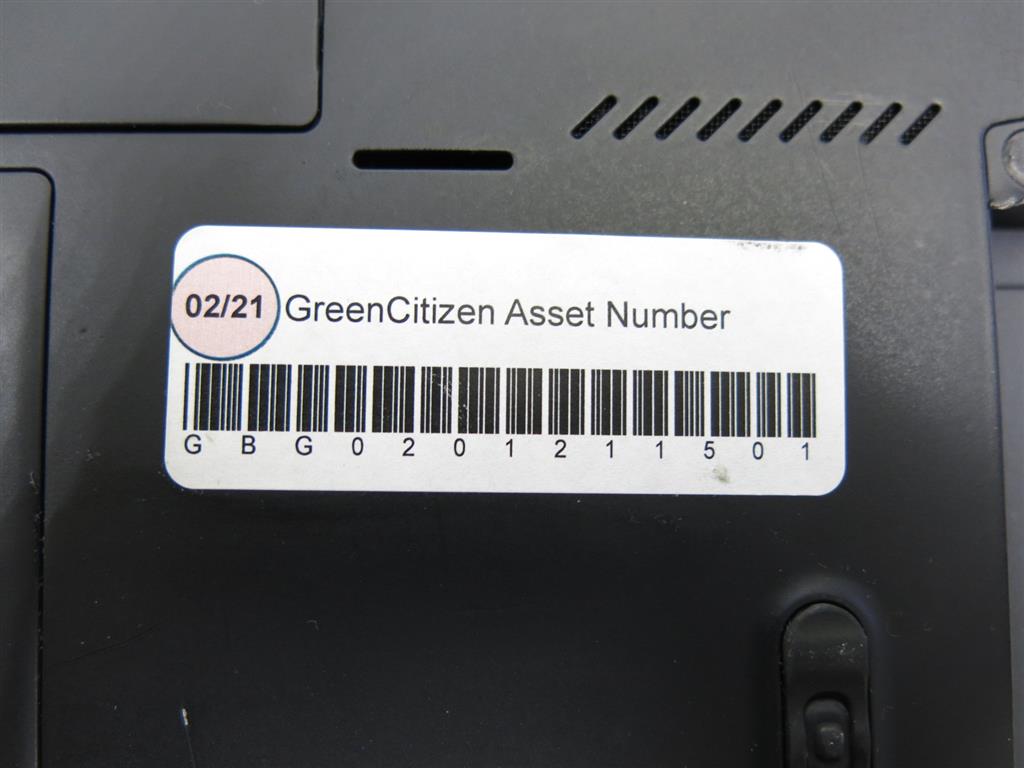 02/21 GreenCitizen Asset Number
G B G 0 2 0 1 2 1 1 5 0 1